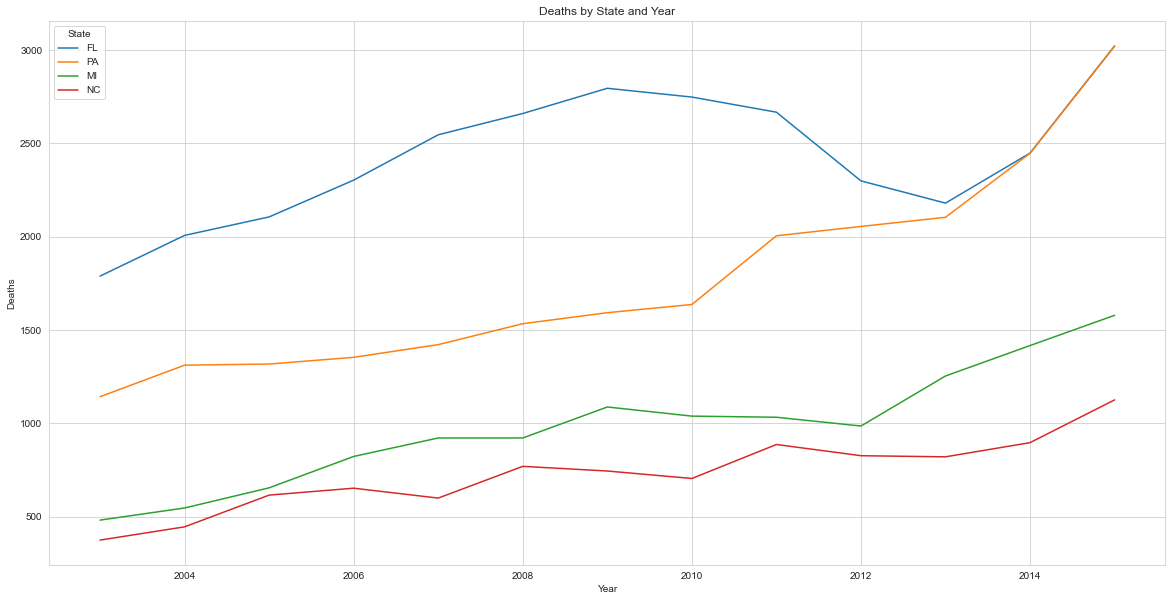 Deaths by State and Year
State
FL
PA
MI
NC
3000
2500
2000
1500
1000
500
Deaths
2004 2006 2008 2010 2012 2014
Year